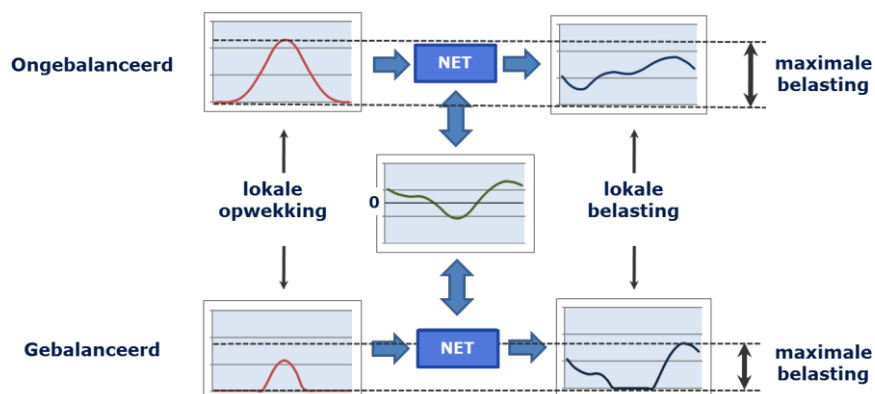 Ongebalanceerd
NET
maximale
belasting
lokale
opwekking
0
lokale
belasting
Gebalanceerd
NET
maximale
belasting